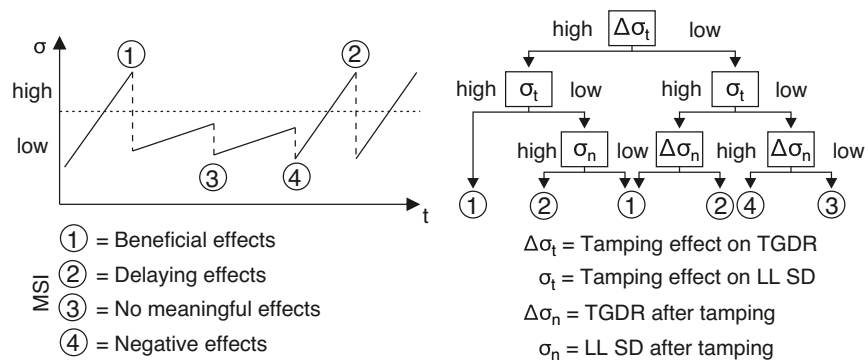 σ
high
low
t
1
2
3
4
MSI
1 = Beneficial effects
2 = Delaying effects
3 = No meaningful effects
4 = Negative effects
high Δσt low
high σt low high σt low
high σn low Δσn high Δσn low
1 2 1 2 4 3
Δσt = Tamping effect on TGDR
σt = Tamping effect on LL SD
Δσn = TGDR after tamping
σn = LL SD after tamping